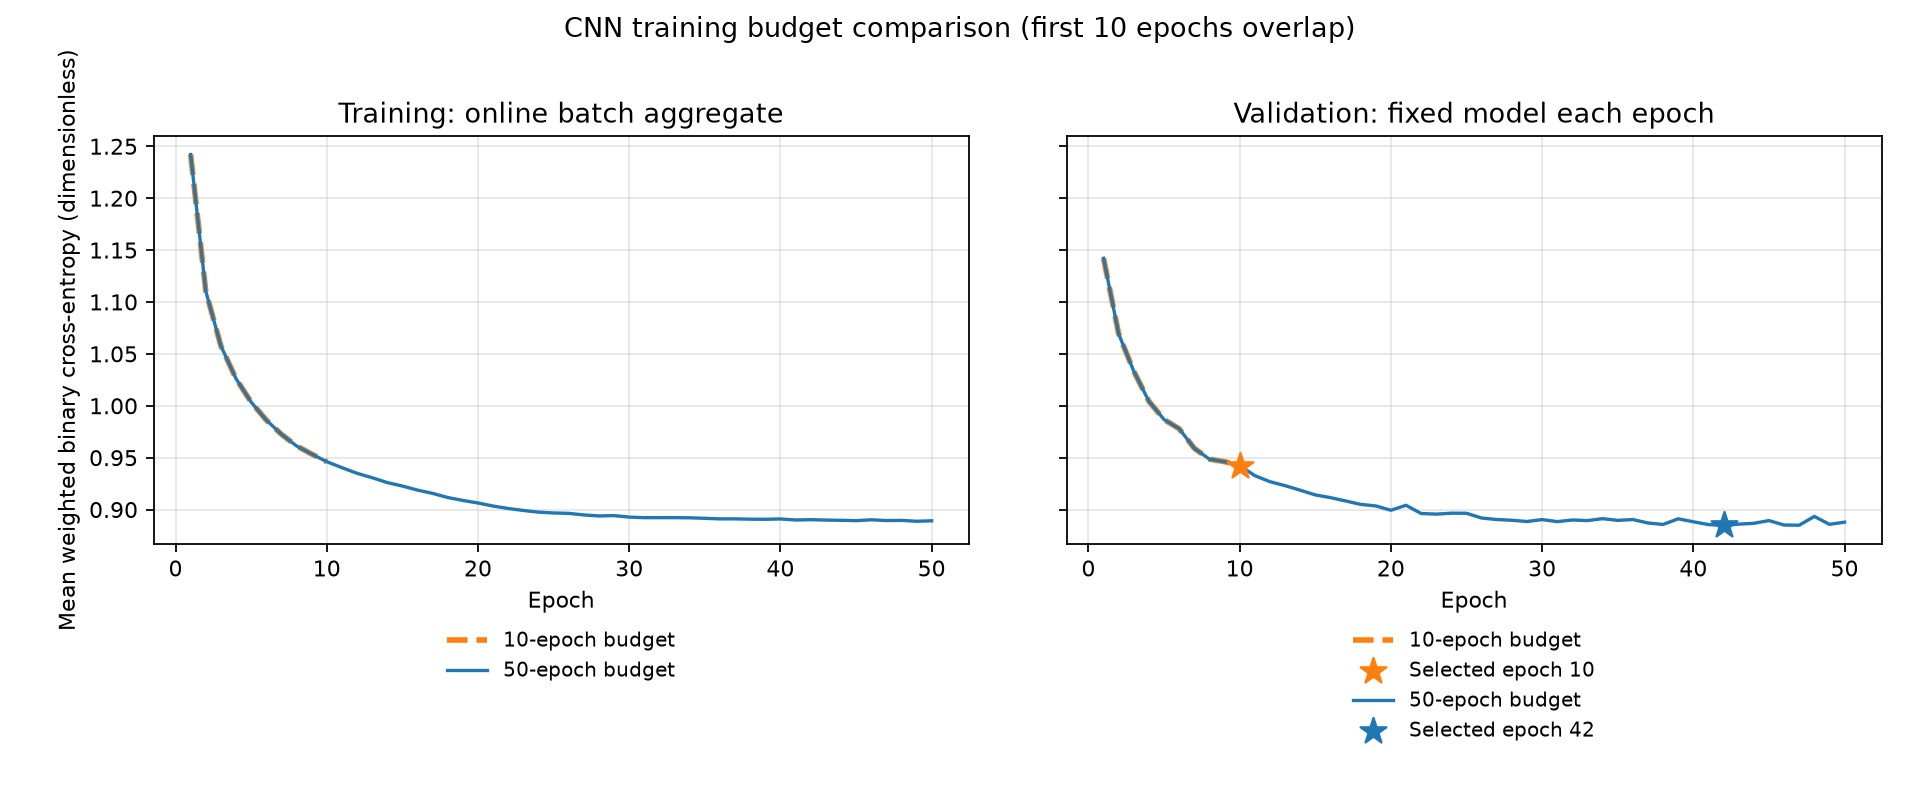 CNN training budget comparison (first 10 epochs overlap)
Mean weighted binary cross-entropy (dimensionless)
Training: online batch aggregate
1.25
1.20
1.15
1.10
1.05
1.00
0.95
0.90
0 10 20 30 40 50
Epoch
10-epoch budget
50-epoch budget
Validation: fixed model each epoch
0 10 20 30 40 50
Epoch
10-epoch budget
Selected epoch 10
50-epoch budget
Selected epoch 42